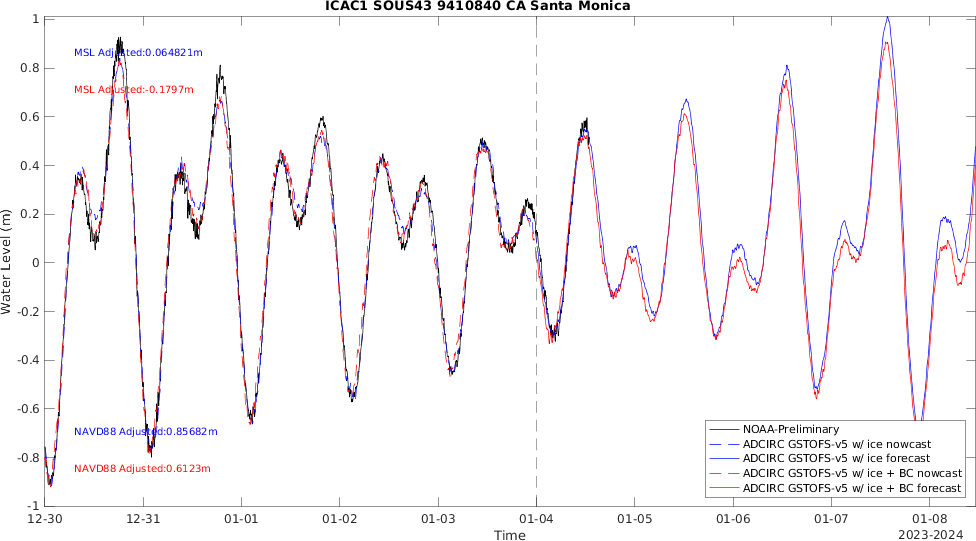 ICAC1 SOUS43 9410840 CA Santa Monica
1
0.8
0.6
0.4
0.2
0
-0.2
-0.4
-0.6
-0.8
-1
Water Level (m)
MSL Adjusted:0.064821m
MSL Adjusted:-0.1797m
NAVD88 Adjusted:0.85682m
NAVD88 Adjusted:0.6123m
NOAA-Preliminary
ADCIRC GSTOFS-v5 w/ ice nowcast
ADCIRC GSTOFS-v5 w/ ice forecast
ADCIRC GSTOFS-v5 w/ ice + BC nowcast
ADCIRC GSTOFS-v5 w/ ice + BC forecast
12-30 12-31 01-01 01-02 01-03 01-04 01-05 01-06 01-07 01-08
Time
2023-2024